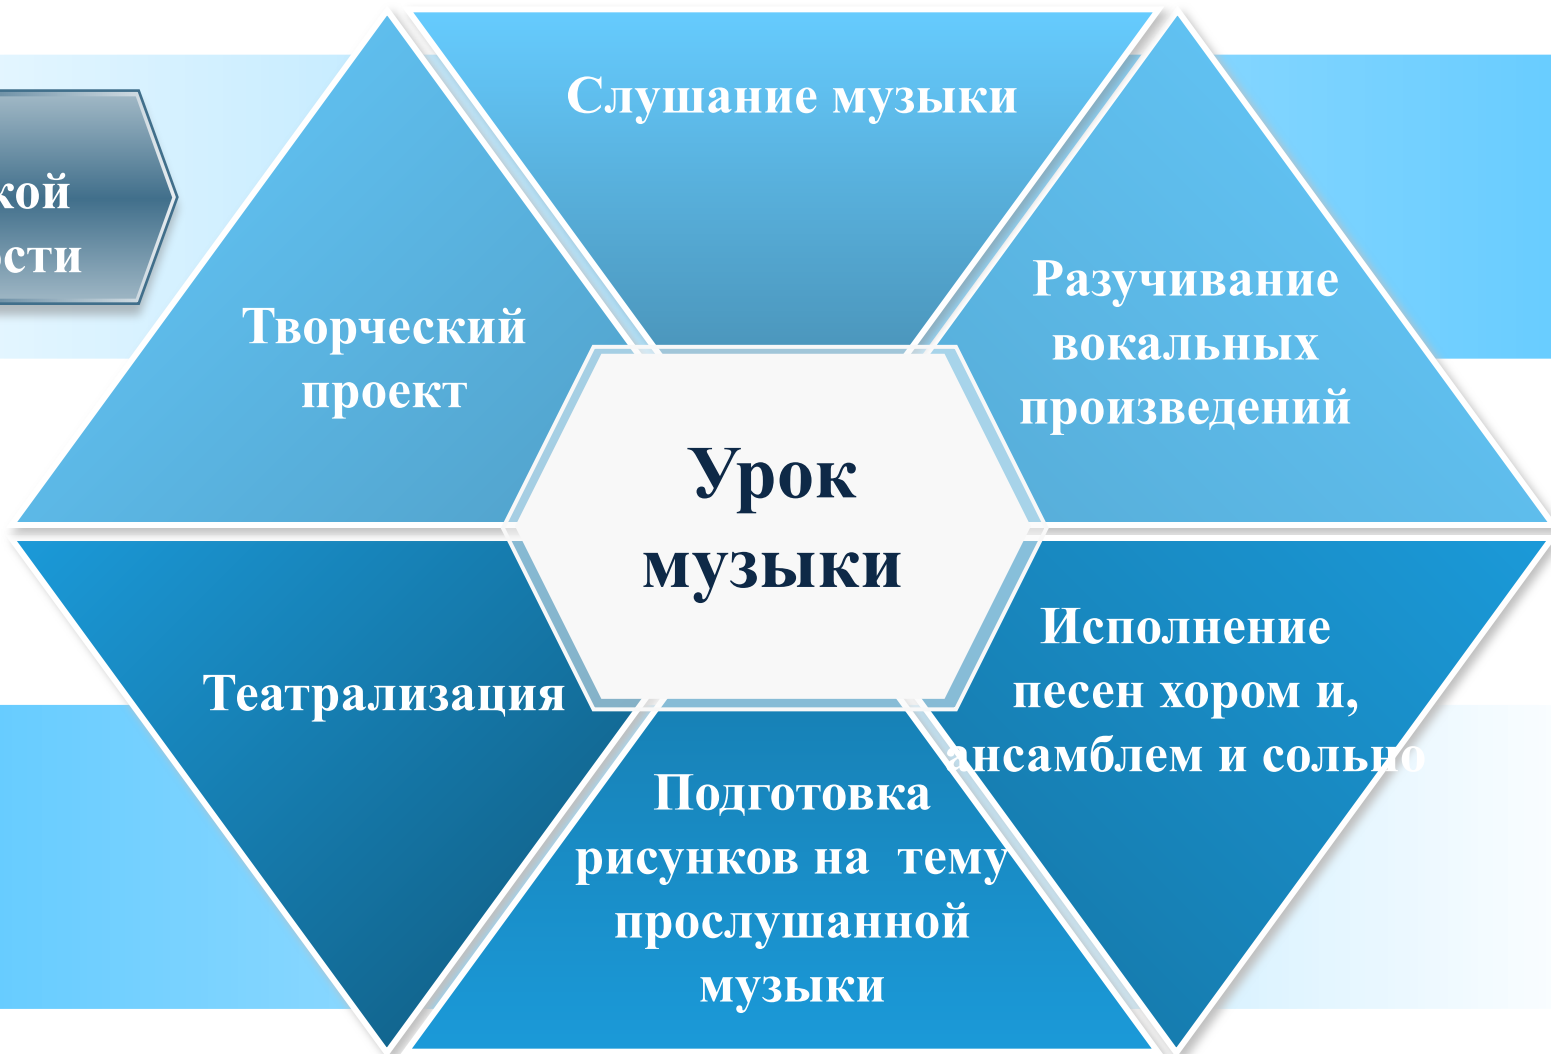 Слушание музыки
кой
ости
Творческий
проект
Разучивание
вокальных
произведений
Урок
музыки
Театрализация
Исполнение
песен хором и,
ансамблем и сольно
Подготовка
рисунков на  тему
прослушанной
музыки